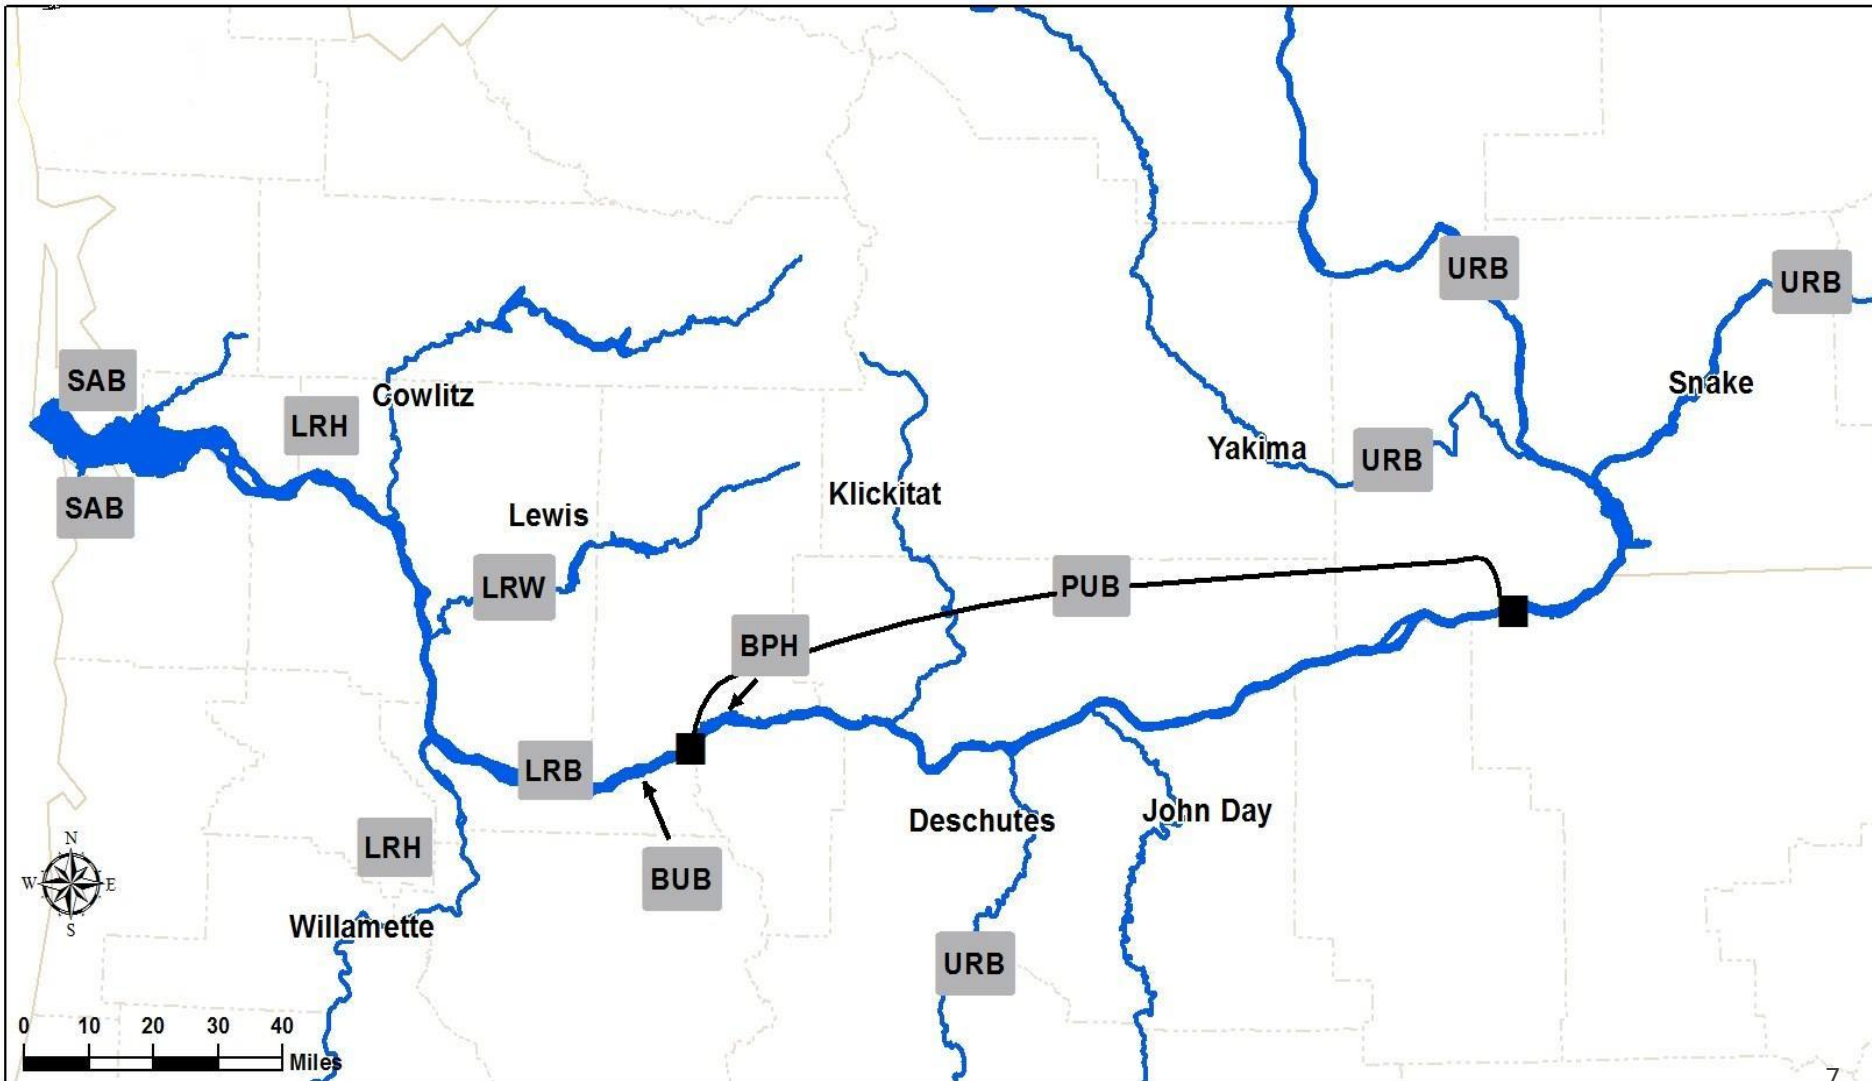 URB
URB
SAB
Snake
Cowlitz
LRH
Yakima
URB
Klickitat
SAB
Lewis
LRW
PUB
BPH
LRB
John Day
Deschutes
LRH
BUB
N
W
E
S
Willamette
URB
0 10 20 30 40
Miles
7